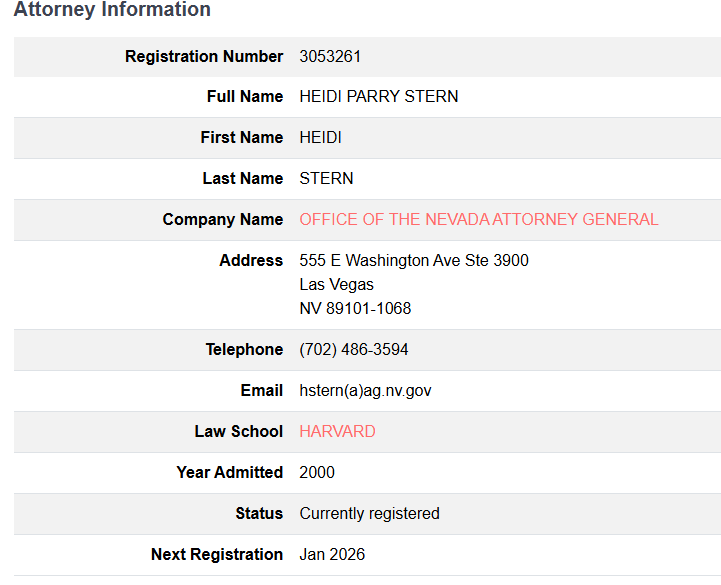 Attorney Information
Registration Number 3053261
Full Name HEIDI PARRY STERN
First Name HEIDI
Last Name STERN
Company Name OFFICE OF THE NEVADA ATTORNEY GENERAL
Address 555 E Washington Ave Ste 3900
Las Vegas
NV 89101-1068
Telephone (702) 486-3594
Email hstern(a)ag.nv.gov
Law School HARVARD
Year Admitted 2000
Status Currently registered
Next Registration Jan 2026